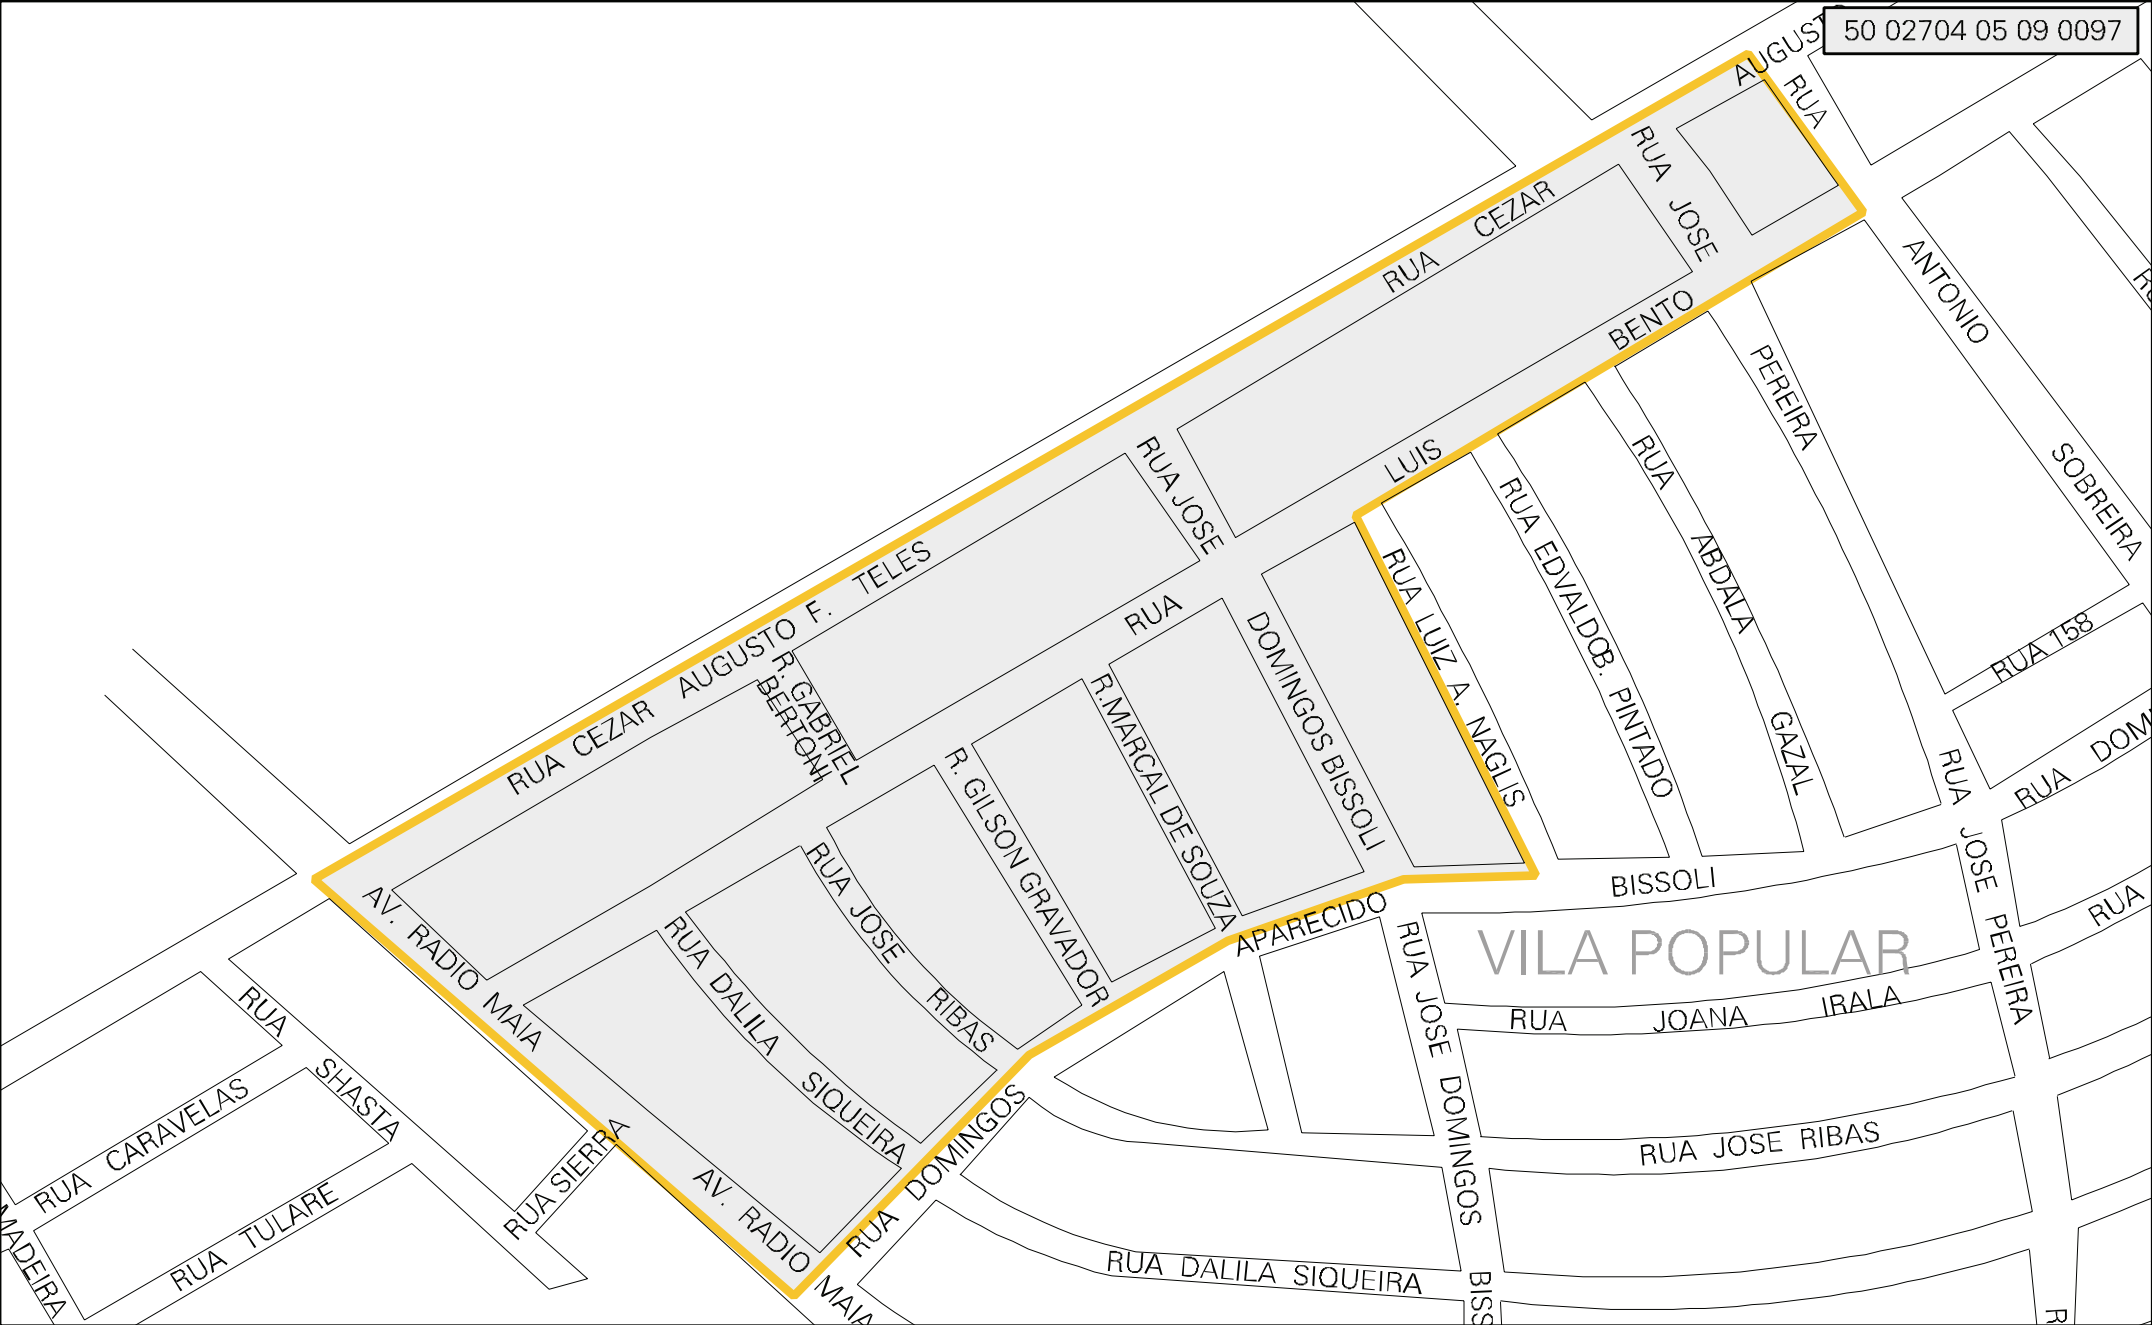 50 02704 05 09 0097
AUGUSTO
RUA
RUA JOSE
RUA CEZAR
BENTO
ANTONIO
PEREIRA
LUIS
RUA JOSE
RUA
ABDALA
GAZAL
SOBREIRA
RUA EDVALDO B. PINTADO
RUA LUIZ A. NAGLIS
RUA CEZAR AUGUSTO F. TELES
RUA
DOMINGOS BISSOLI
RUA 158
R. GABRIEL
BERTONI
R.MARCAL DE SOUZA
R. GILSON GRAVADOR
RUA JOSE RIBAS
RUA DALILA SIQUEIRA
AV. RADIO MAIA
RUA DOM
RUA JOSE PEREIRA
RUA
BISSOLI
APARECIDO
VILA POPULAR
RUA JOANA IRALA
RUA JOSE DOMINGOS BISS
RUA SHASTA
RUA CARAVELAS
RUA TULARE
MADEIRA
RUA SIERRA
AV. RADIO MAIA
RUA DOMINGOS
RUA JOSE RIBAS
RUA DALILA SIQUEIRA
R